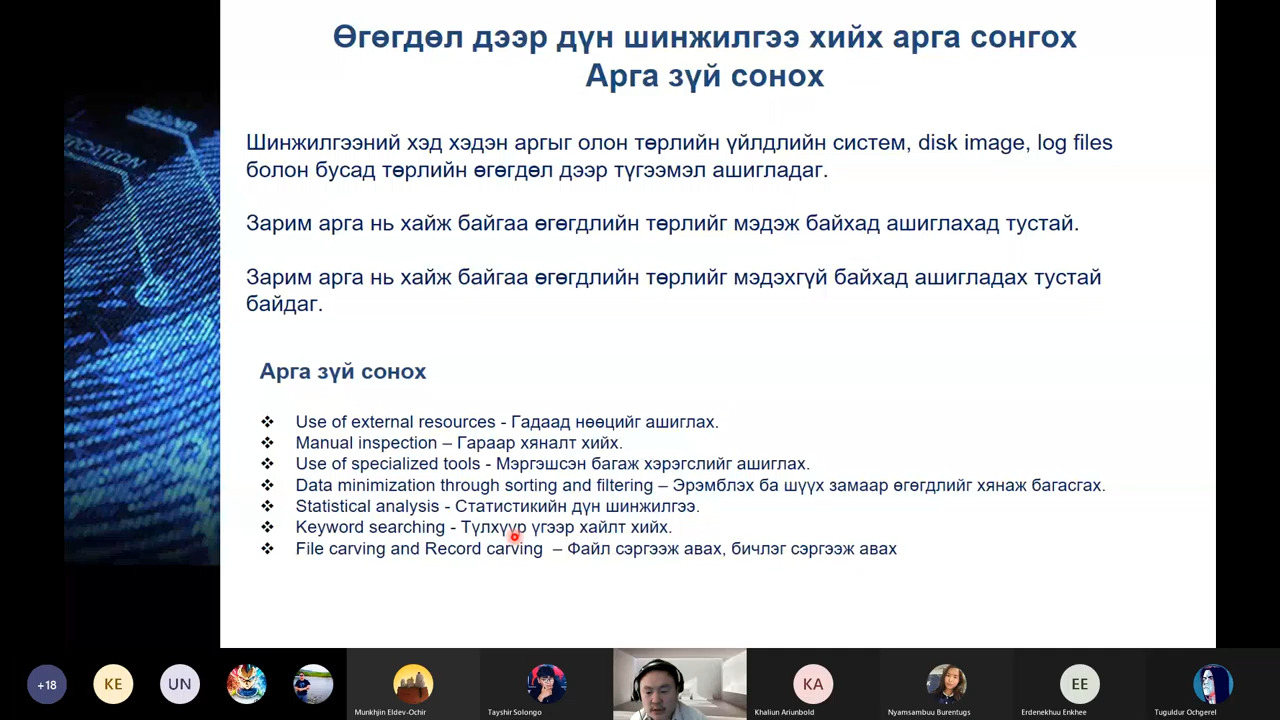 Өгөгдөл дээр дүн шинжилгээ хийх арга сонгох
Арга зүй сонох
Шинжилгээний хэд хэдэн аргыг олон төрлийн үйлдлийн систем, disk image, log files
болон бусад төрлийн өгөгдөл дээр түгээмэл ашигладаг.
Зарим арга нь хайж байгаа өгөгдлийн төрлийг мэдэж байхад ашиглахад тустай.
Зарим арга нь хайж байгаа өгөгдлийн төрлийг мэдэхгүй байхад ашигладах тустай
байдаг.
Арга зүй сонох
❖ Use of external resources - Гадаад нөөцийг ашиглах.
❖ Manual inspection – Гараар хяналт хийх.
❖ Use of specialized tools - Мэргэшсэн багаж хэрэгслийг ашиглах.
❖ Data minimization through sorting and filtering – Эрэмблэх ба шүүх замаар өгөгдлийг хянаж багасгах.
❖ Statistical analysis - Статистикийн дүн шинжилгээ.
❖ Keyword searching - Түлхүүр үгээр хайлт хийх.
❖ File carving and Record carving – Файл сэргээж авах, бичлэг сэргээж авах
ISLAND
+18 KE UN KA EE
Munkhjin Eldev-Ochir Tayshir Solongo Khaliun Ariunbold Nyamsambuu Burentugs Erdenekhuu Enkhee Tuguldur Ochgerel